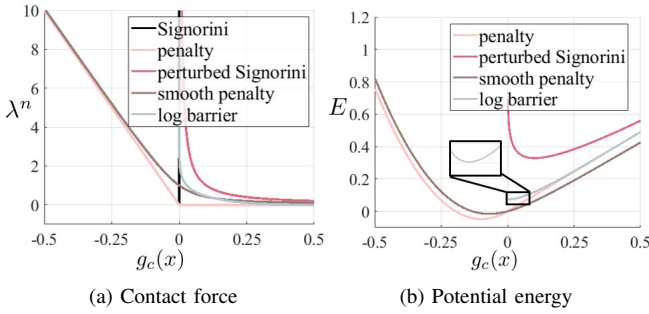 10
8
6
4
2
0
λⁿ
Signorini
penalty
perturbed Signorini
smooth penalty
log barrier
-0.5 -0.25 0 0.25 0.5
g_c(x)
(a) Contact force
1.2
1
0.8
0.6
0.4
0.2
0
E
penalty
perturbed Signorini
smooth penalty
log barrier
-0.5 -0.25 0 0.25 0.5
g_c(x)
(b) Potential energy